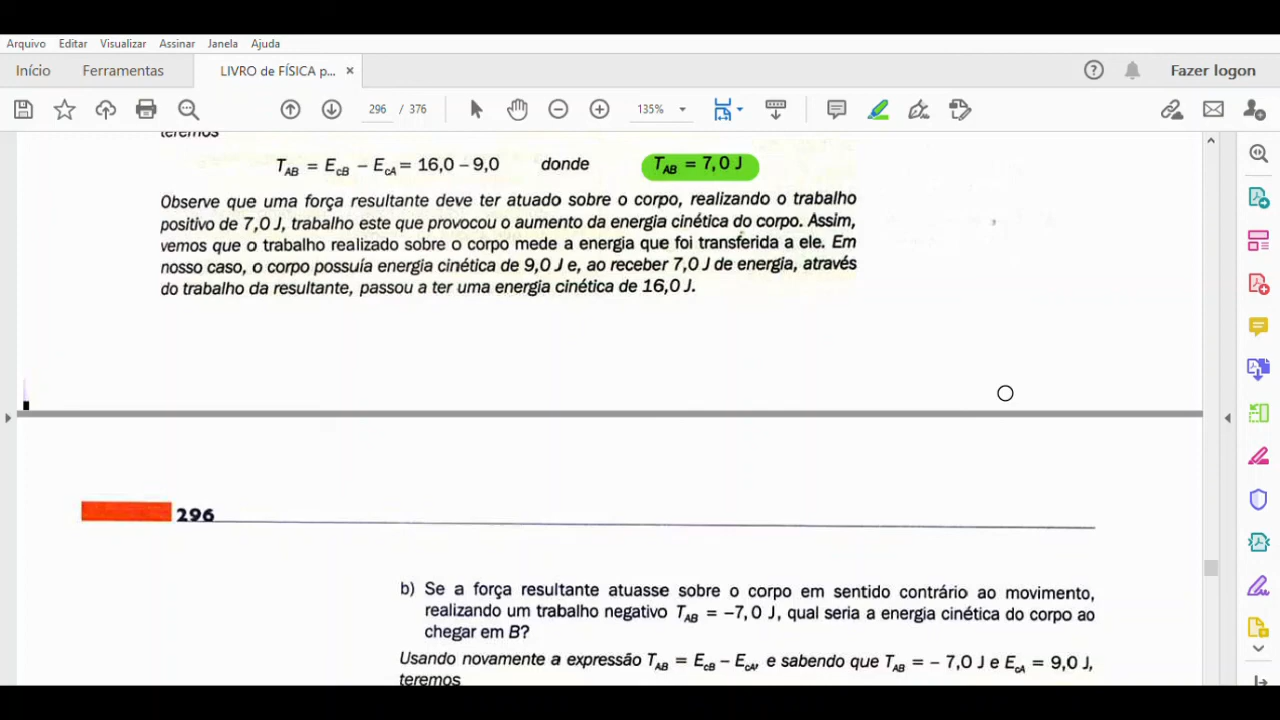 Arquivo Editar Visualizar Assinar Janela Ajuda
Início Ferramentas LIVRO de FÍSICA p... × Fazer logon
296 / 376 135%
teremos
T_AB = E_cB – E_cA = 16,0 – 9,0 donde T_AB = 7,0 J
Observe que uma força resultante deve ter atuado sobre o corpo, realizando o trabalho
positivo de 7,0 J, trabalho este que provocou o aumento da energia cinética do corpo. Assim,
vemos que o trabalho realizado sobre o corpo mede a energia que foi transferida a ele. Em
nosso caso, o corpo possuía energia cinética de 9,0 J e, ao receber 7,0 J de energia, através
do trabalho da resultante, passou a ter uma energia cinética de 16,0 J.
296
b) Se a força resultante atuasse sobre o corpo em sentido contrário ao movimento,
realizando um trabalho negativo T_AB = –7,0 J, qual seria a energia cinética do corpo ao
chegar em B?
Usando novamente a expressão T_AB = E_cB – E_cA, e sabendo que T_AB = – 7,0 J e E_cA = 9,0 J,
teremos